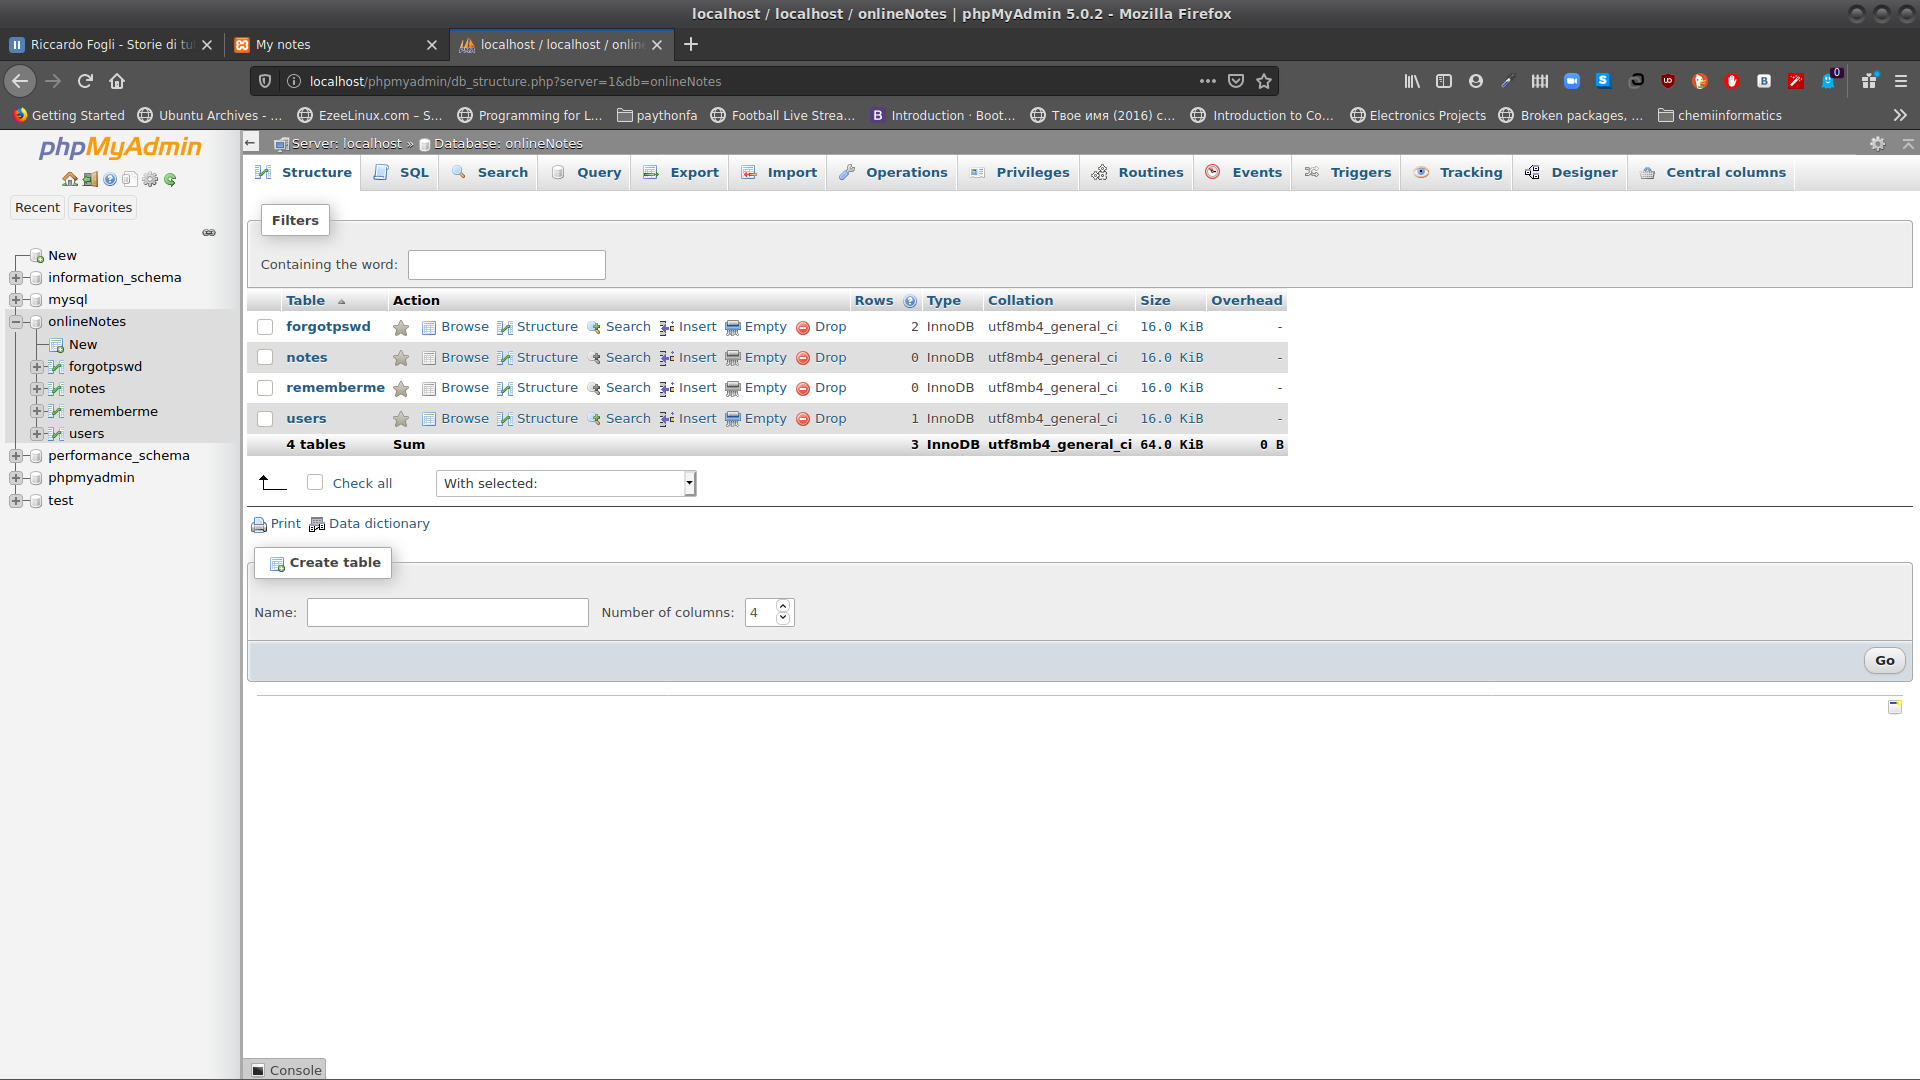 localhost / localhost / onlineNotes | phpMyAdmin 5.0.2 - Mozilla Firefox
Riccardo Fogli - Storie di tu
My notes
localhost / localhost / onlin
localhost/phpmyadmin/db_structure.php?server=1&db=onlineNotes
0
Getting Started
Ubuntu Archives - ...
EzeeLinux.com – S...
Programming for L...
paythonfa
Football Live Strea...
Introduction · Boot...
Твое имя (2016) с...
Introduction to Co...
Electronics Projects
Broken packages, ...
chemiinformatics
phpMyAdmin
Recent
Favorites
New
information_schema
mysql
onlineNotes
New
forgotpswd
notes
rememberme
users
performance_schema
phpmyadmin
test
Server: localhost » Database: onlineNotes
Structure SQL Search Query Export Import Operations Privileges Routines Events Triggers Tracking Designer Central columns
Filters
Containing the word:
Table Action Rows Type Collation Size Overhead
forgotpswd Browse Structure Search Insert Empty Drop 2 InnoDB utf8mb4_general_ci 16.0 KiB -
notes Browse Structure Search Insert Empty Drop 0 InnoDB utf8mb4_general_ci 16.0 KiB -
rememberme Browse Structure Search Insert Empty Drop 0 InnoDB utf8mb4_general_ci 16.0 KiB -
users Browse Structure Search Insert Empty Drop 1 InnoDB utf8mb4_general_ci 16.0 KiB -
4 tables Sum 3 InnoDB utf8mb4_general_ci 64.0 KiB 0 B
Check all With selected:
Print Data dictionary
Create table
Name: Number of columns: 4
Go
Console